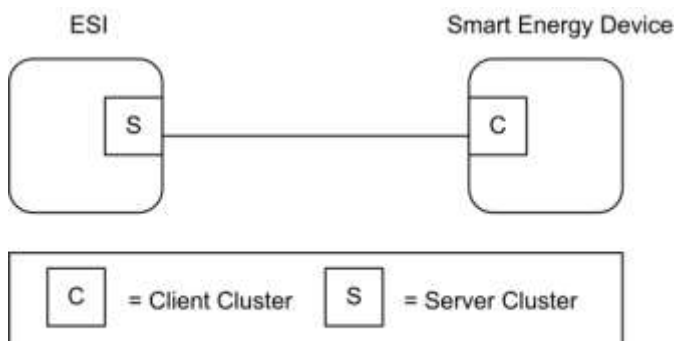 ESI Smart Energy Device
S C
C = Client Cluster S = Server Cluster